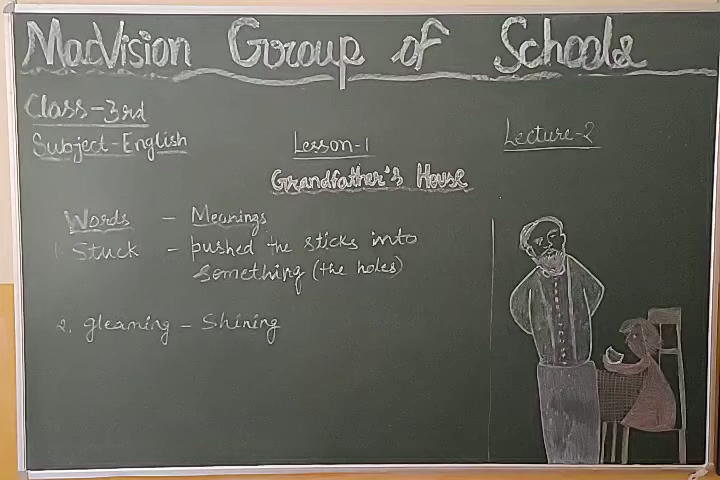 MacVision Group of Schools
Class-3rd
Subject-English
Lesson-1
Lecture-2
Grandfather's House
Words - Meanings
1. Stuck - pushed the sticks into
something (the holes)
2. gleaming - Shining